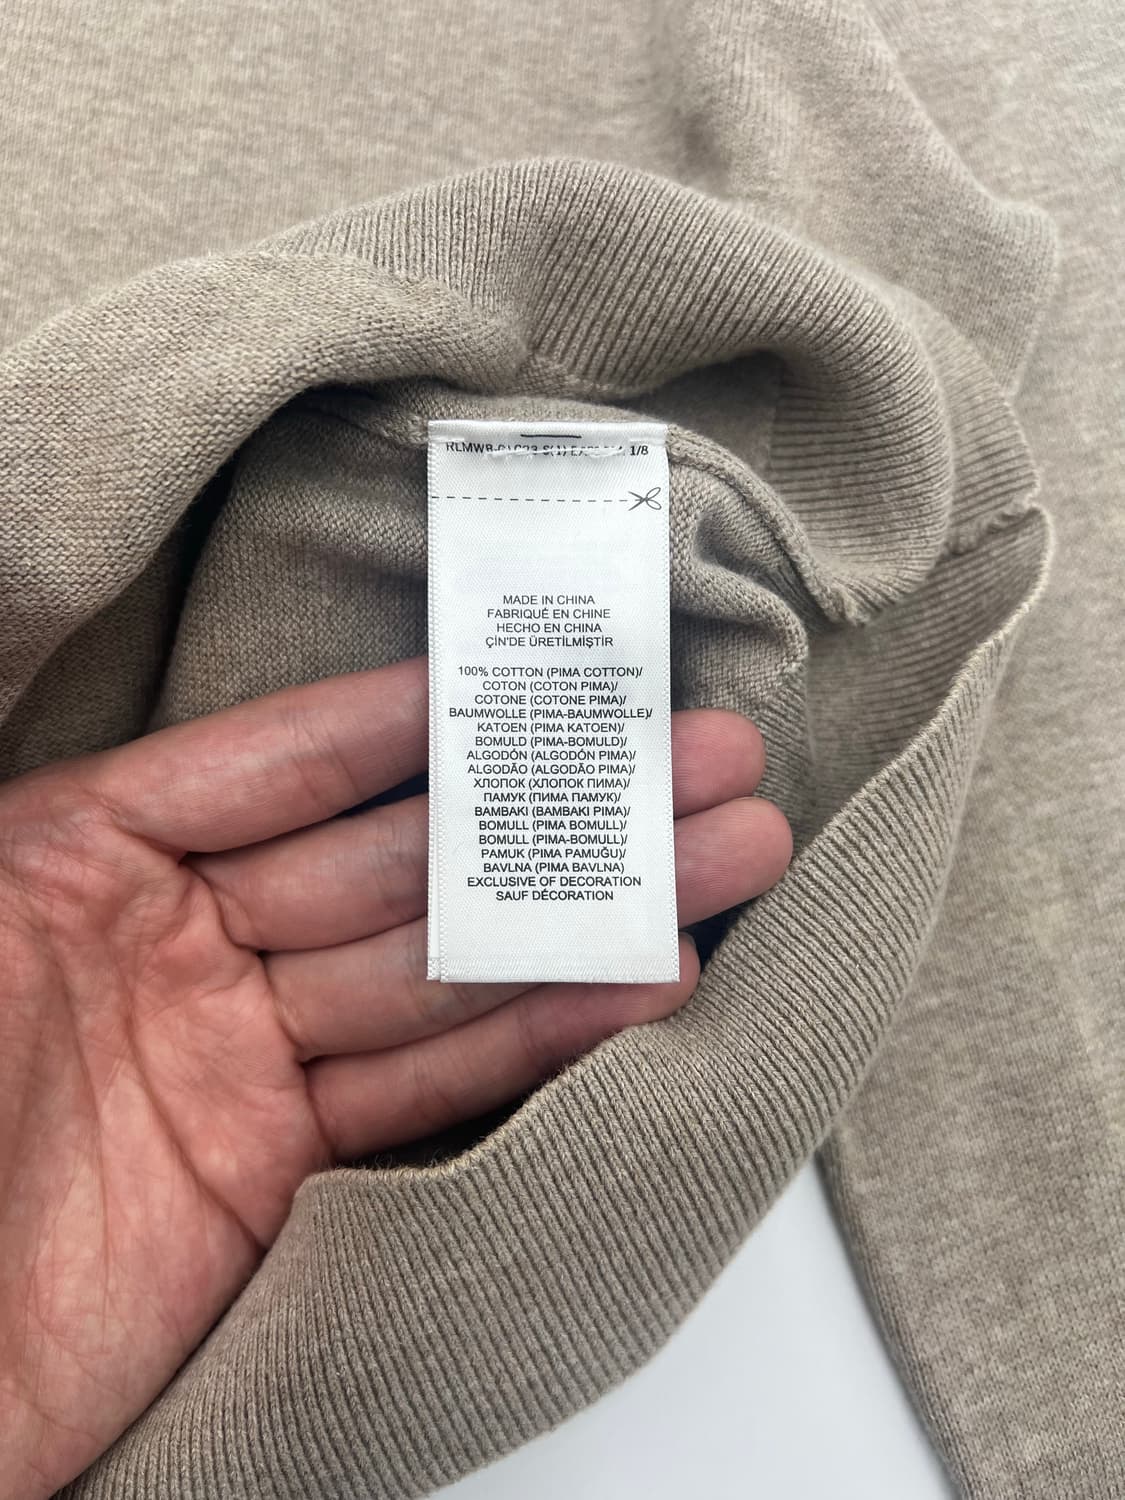 1/8
MADE IN CHINA
FABRIQUÉ EN CHINE
HECHO EN CHINA
ÇİN'DE ÜRETİLMİŞTİR
100% COTTON (PIMA COTTON)/
COTON (COTON PIMA)/
COTONE (COTONE PIMA)/
BAUMWOLLE (PIMA-BAUMWOLLE)/
KATOEN (PIMA KATOEN)/
BOMULD (PIMA-BOMULD)/
ALGODÓN (ALGODÓN PIMA)/
ALGODÃO (ALGODÃO PIMA)/
ХЛОПОК (ХЛОПОК ПИМА)/
ПАМУК (ПИМА ПАМУК)/
BAMBAKI (BAMBAKI PIMA)/
BOMULL (PIMA BOMULL)/
BOMULL (PIMA-BOMULL)/
PAMUK (PIMA PAMUĞU)/
BAVLNA (PIMA BAVLNA)
EXCLUSIVE OF DECORATION
SAUF DÉCORATION